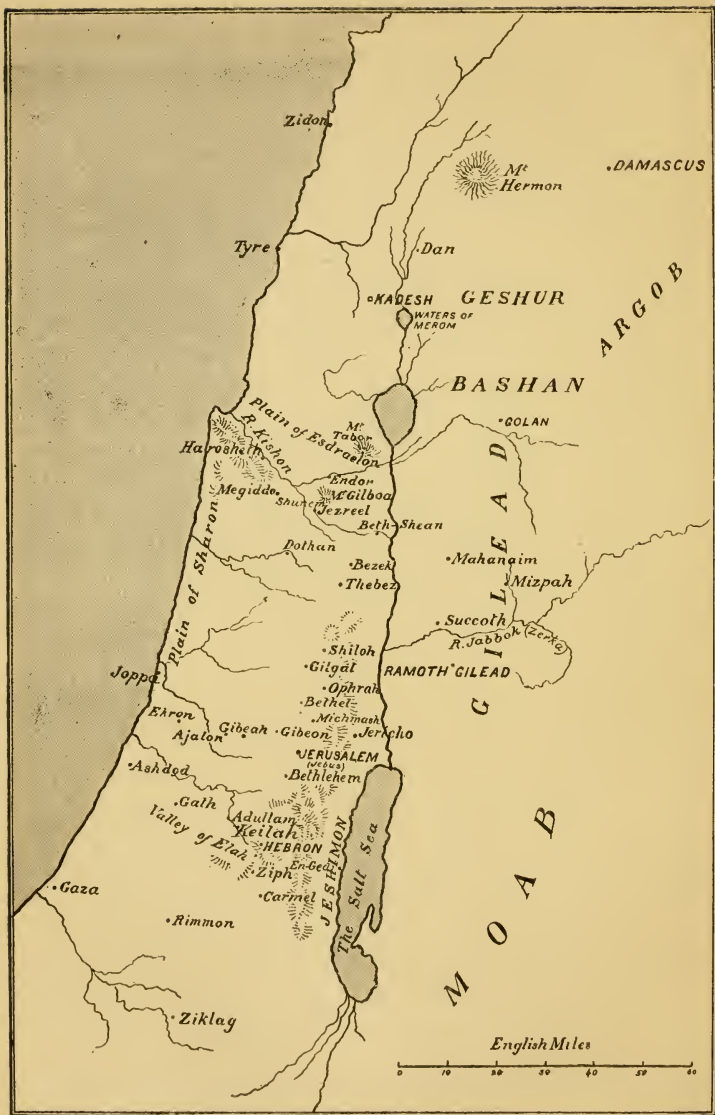 Zidon
Mt
Hermon
DAMASCUS
Tyre
Dan
KADESH
GESHUR
WATERS OF
MEROM
ARGOB
BASHAN
Plain of Esdraelon
R. Kishon
Mt
Tabor
GOLAN
Harosheth
Endor
Megiddo
Shunem
Mt Gilboa
Jezreel
Beth-Shean
GILEAD
Plain of Sharon
Dothan
Bezek
Thebez
Mahanaim
Mizpah
Succoth
R. Jabbok (Zerka)
Shiloh
Gilgal
RAMOTH GILEAD
Joppa
Ophrah
Bethel
Michmash
Ekron
Ajalon
Gibeah
Gibeon
Jericho
JERUSALEM
(Jebus)
Ashdod
Bethlehem
Gath
Adullam
Keilah
Valley of Elah
HEBRON
En-Gedi
Ziph
Carmel
JESHIMON
The Salt Sea
MOAB
Gaza
Rimmon
Ziklag
English Miles
0 10 20 30 40 50 60